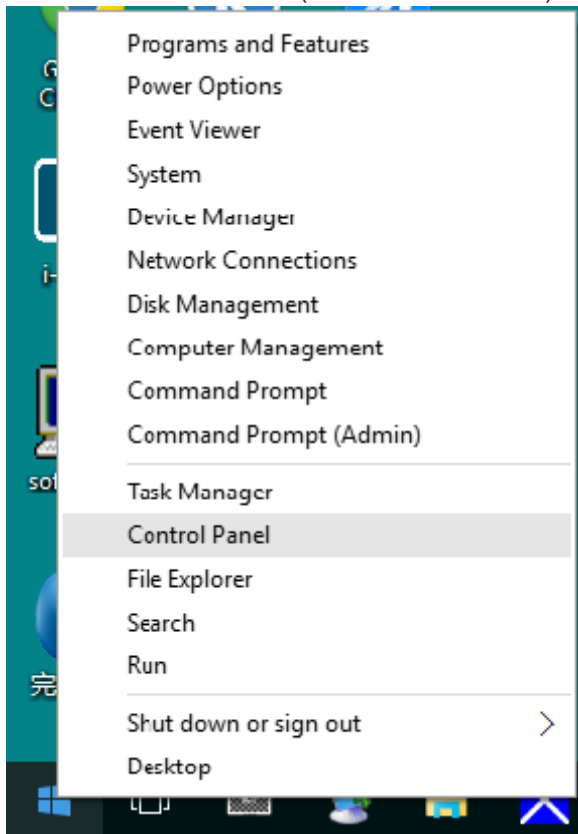 Programs and Features
Power Options
Event Viewer
System
Device Manager
Network Connections
Disk Management
Computer Management
Command Prompt
Command Prompt (Admin)
Task Manager
Control Panel
File Explorer
Search
Run
Shut down or sign out
Desktop